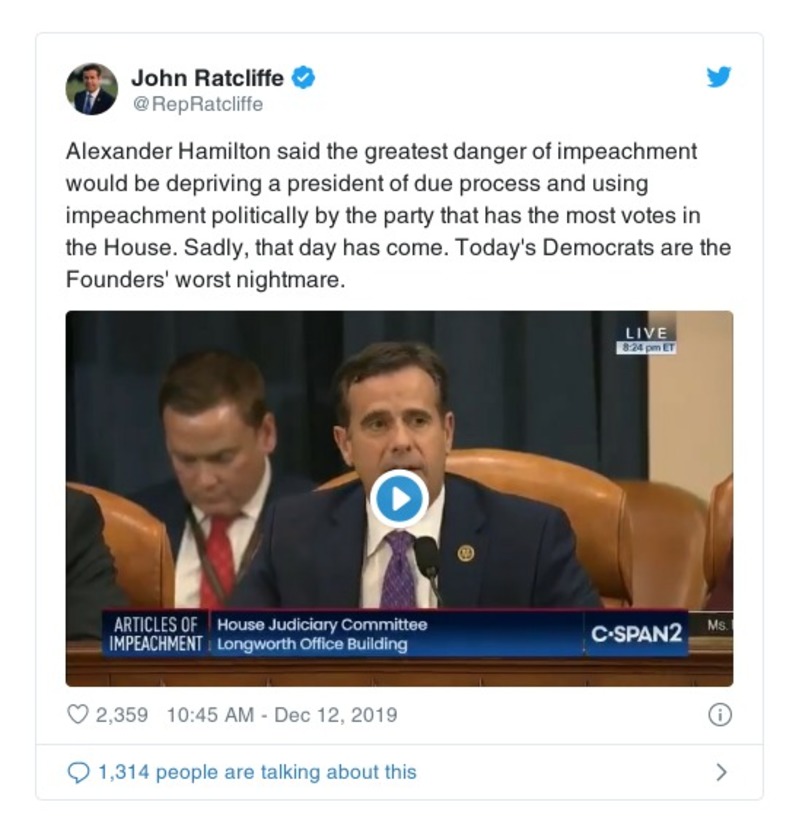 John Ratcliffe
@RepRatcliffe
Alexander Hamilton said the greatest danger of impeachment
would be depriving a president of due process and using
impeachment politically by the party that has the most votes in
the House. Sadly, that day has come. Today's Democrats are the
Founders' worst nightmare.
LIVE
8:24 pm ET
ARTICLES OF
IMPEACHMENT
House Judiciary Committee
Longworth Office Building
C-SPAN2
Ms.
2,359 10:45 AM - Dec 12, 2019
1,314 people are talking about this